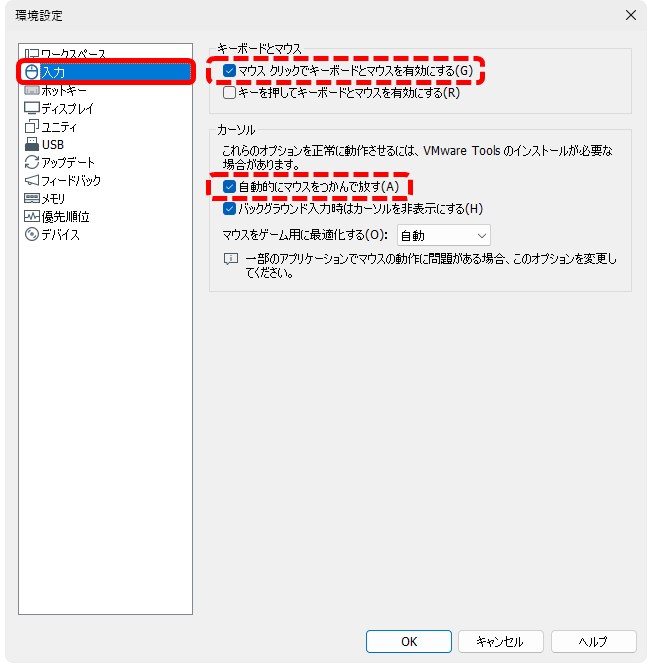 環境設定
ワークスペース
入力
ホットキー
ディスプレイ
ユニティ
USB
アップデート
フィードバック
メモリ
優先順位
デバイス
キーボードとマウス
マウス クリックでキーボードとマウスを有効にする(G)
キーを押してキーボードとマウスを有効にする(R)
カーソル
これらのオプションを正常に動作させるには、VMware Tools のインストールが必要な
場合があります。
自動的にマウスをつかんで放す(A)
バックグラウンド入力時はカーソルを非表示にする(H)
マウスをゲーム用に最適化する(O): 自動
一部のアプリケーションでマウスの動作に問題がある場合、このオプションを変更し
てください。
OK キャンセル ヘルプ